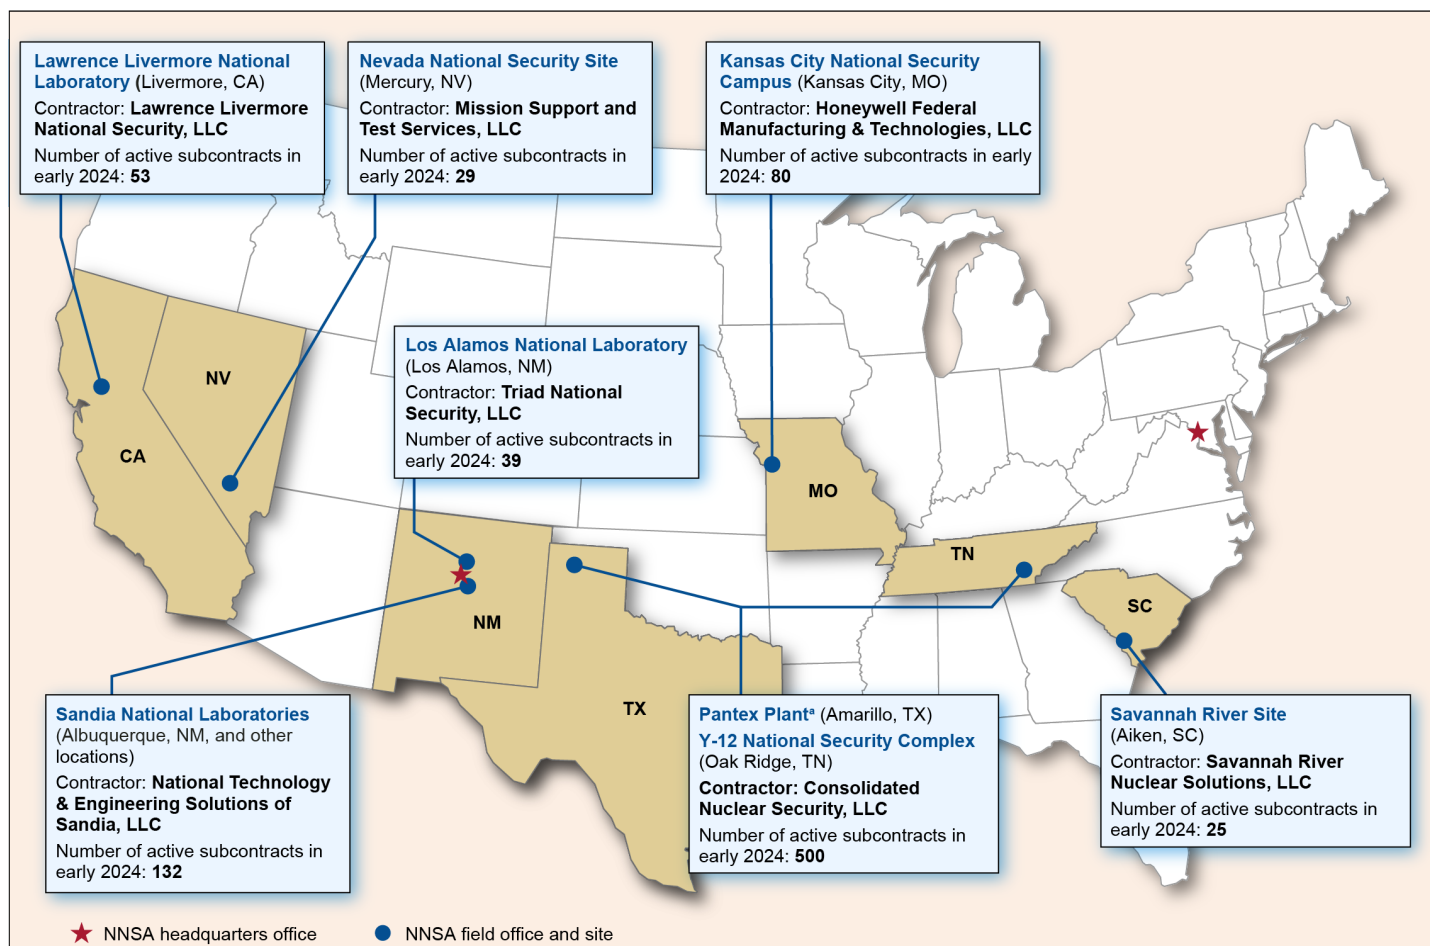 Lawrence Livermore National
Laboratory (Livermore, CA)
Contractor: Lawrence Livermore
National Security, LLC
Number of active subcontracts in
early 2024: 53
Nevada National Security Site
(Mercury, NV)
Contractor: Mission Support and
Test Services, LLC
Number of active subcontracts in
early 2024: 29
Kansas City National Security
Campus (Kansas City, MO)
Contractor: Honeywell Federal
Manufacturing & Technologies, LLC
Number of active subcontracts in early
2024: 80
Los Alamos National Laboratory
(Los Alamos, NM)
Contractor: Triad National
Security, LLC
Number of active subcontracts in
early 2024: 39
NV
CA
MO
TN
SC
NM
TX
Sandia National Laboratories
(Albuquerque, NM, and other
locations)
Contractor: National Technology
& Engineering Solutions of
Sandia, LLC
Number of active subcontracts in
early 2024: 132
Pantex Plantᵃ (Amarillo, TX)
Y-12 National Security Complex
(Oak Ridge, TN)
Contractor: Consolidated
Nuclear Security, LLC
Number of active subcontracts in
early 2024: 500
Savannah River Site
(Aiken, SC)
Contractor: Savannah River
Nuclear Solutions, LLC
Number of active subcontracts in
early 2024: 25
NNSA headquarters office
NNSA field office and site